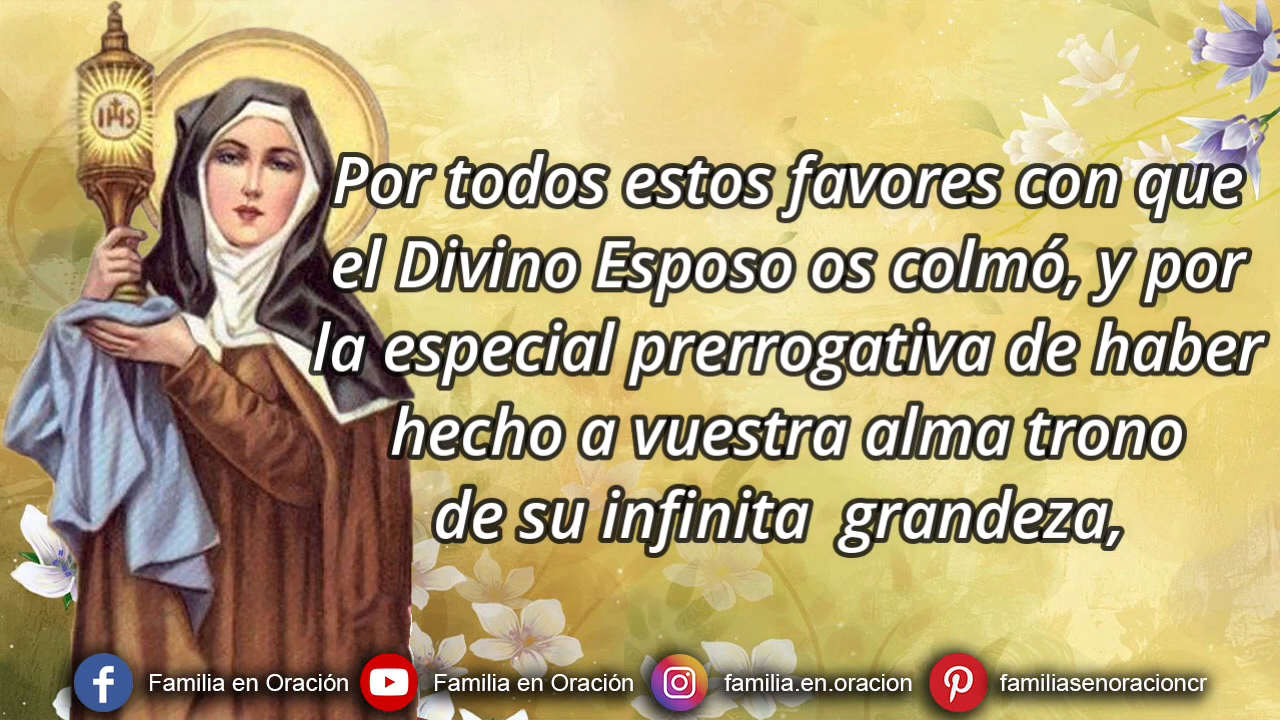 IHS
Por todos estos favores con que
el Divino Esposo os colmó, y por
la especial prerrogativa de haber
hecho a vuestra alma trono
de su infinita  grandeza,
Familia en Oración
Familia en Oración
familia.en.oracion
familiasenoracioncr